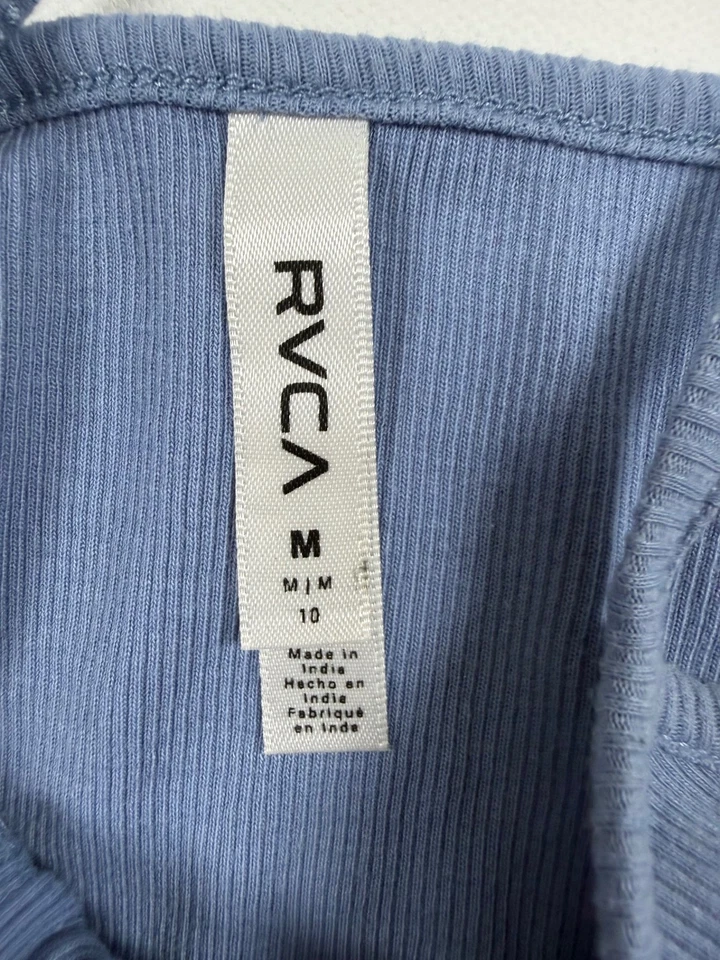 RVCA
M
M|M
10
Made in
India
Hecho en
India
Fabriqué
en Inde